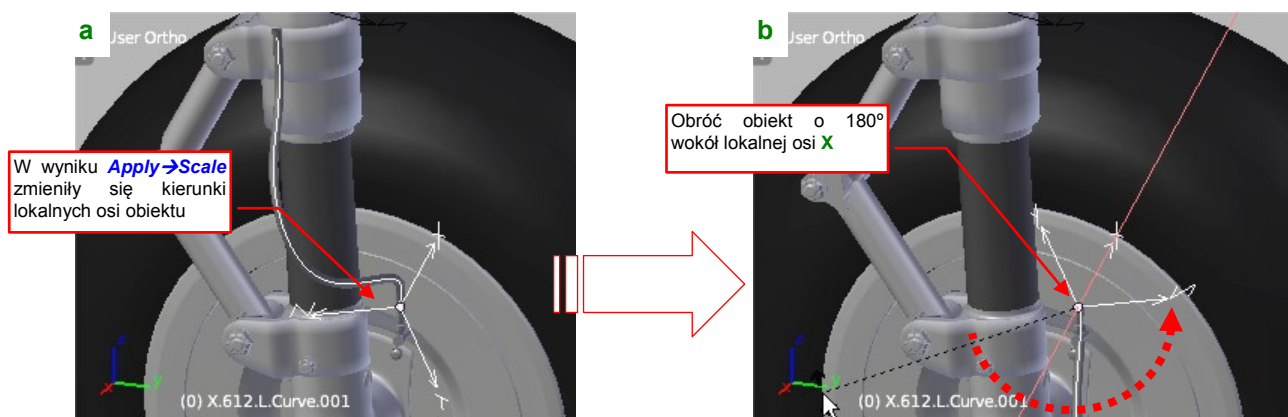 a
User Ortho
W wyniku Apply→Scale
zmieniły się kierunki
lokalnych osi obiektu
z
x
y
(0) X.612.L.Curve.001
b
User Ortho
Obróć obiekt o 180º
wokół lokalnej osi X
z
x
y
(0) X.612.L.Curve.001